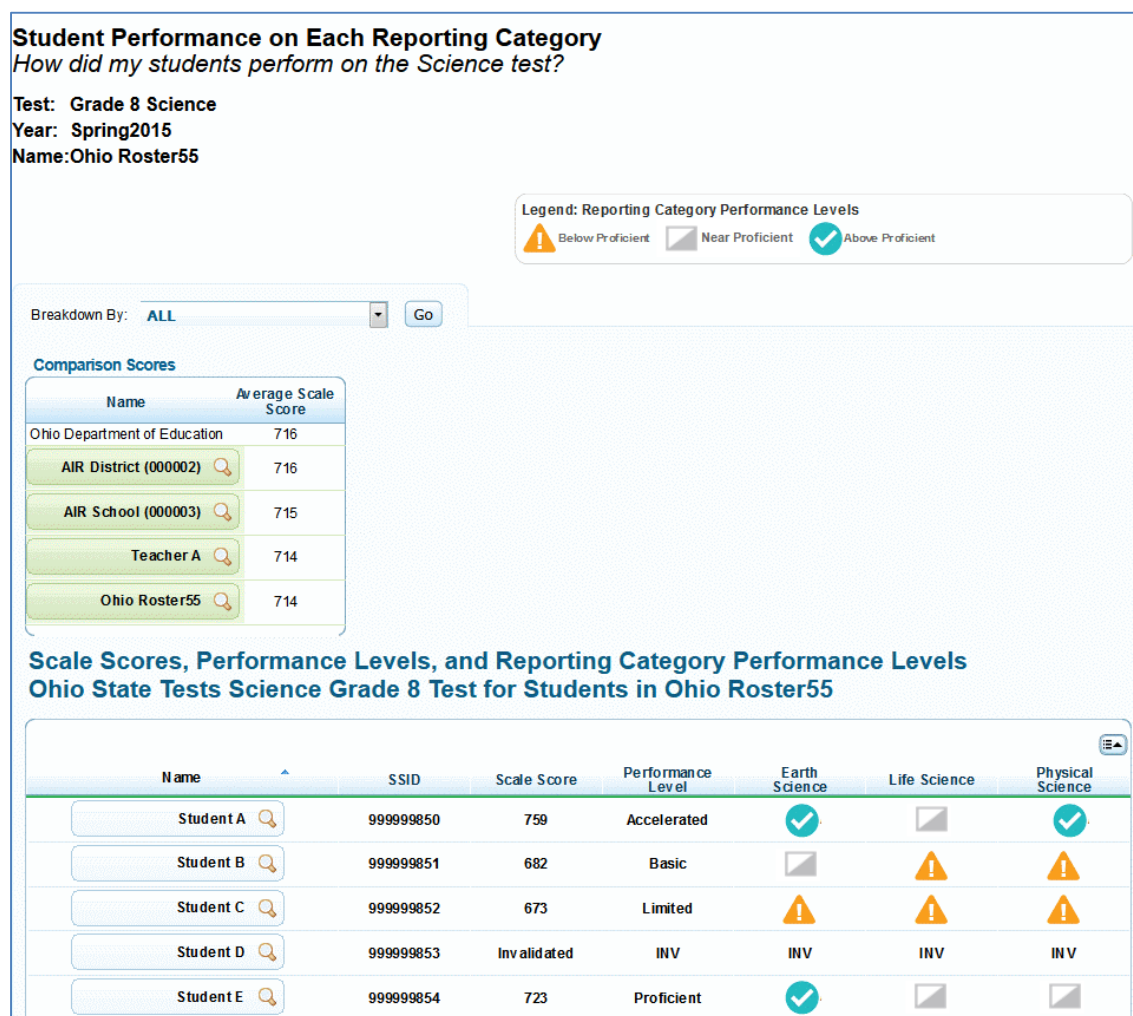 Student Performance on Each Reporting Category
How did my students perform on the Science test?
Test: Grade 8 Science
Year: Spring2015
Name:Ohio Roster55
Legend: Reporting Category Performance Levels
Below Proficient Near Proficient Above Proficient
Breakdown By: ALL Go
Comparison Scores
Name Average Scale Score
Ohio Department of Education 716
AIR District (000002) 716
AIR School (000003) 715
Teacher A 714
Ohio Roster55 714
Scale Scores, Performance Levels, and Reporting Category Performance Levels
Ohio State Tests Science Grade 8 Test for Students in Ohio Roster55
Name SSID Scale Score Performance Level Earth Science Life Science Physical Science
Student A 999999850 759 Accelerated
Student B 999999851 682 Basic
Student C 999999852 673 Limited
Student D 999999853 Invalidated INV INV INV INV
Student E 999999854 723 Proficient